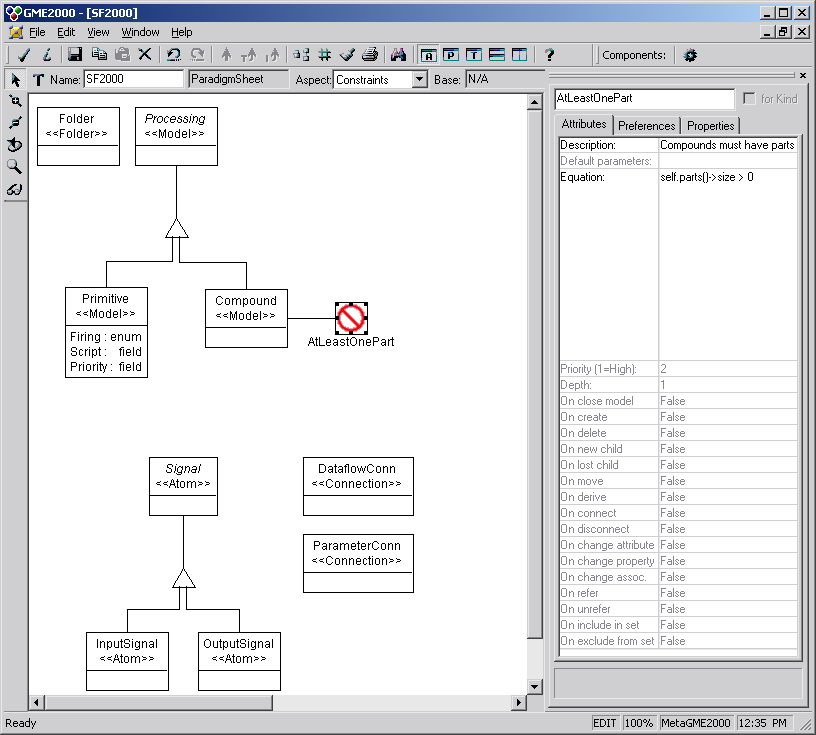 GME2000 - [SF2000]
File Edit View Window Help
A P T ? Components:
T Name: SF2000 ParadigmSheet Aspect: Constraints Base: N/A
Folder
<<Folder>>
Processing
<<Model>>
Primitive
<<Model>>
Firing : enum
Script : field
Priority : field
Compound
<<Model>>
AtLeastOnePart
Signal
<<Atom>>
DataflowConn
<<Connection>>
ParameterConn
<<Connection>>
InputSignal
<<Atom>>
OutputSignal
<<Atom>>
AtLeastOnePart for Kind
Attributes Preferences Properties
Description: Compounds must have parts
Default parameters:
Equation: self.parts()->size > 0
Priority (1=High): 2
Depth: 1
On close model False
On create False
On delete False
On new child False
On lost child False
On move False
On derive False
On connect False
On disconnect False
On change attribute False
On change property False
On change assoc. False
On refer False
On unrefer False
On include in set False
On exclude from set False
Ready EDIT 100% MetaGME2000 12:35 PM